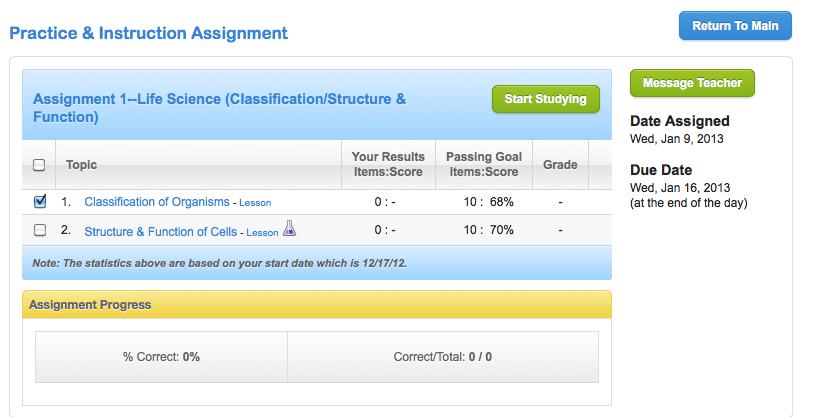 Return To Main
Practice & Instruction Assignment
Assignment 1--Life Science (Classification/Structure &
Function)
Start Studying
Message Teacher
Date Assigned
Wed, Jan 9, 2013
Due Date
Wed, Jan 16, 2013
(at the end of the day)
Topic
Your Results
Items:Score
Passing Goal
Items:Score
Grade
1. Classification of Organisms - Lesson 0 : - 10 : 68% -
2. Structure & Function of Cells - Lesson 0 : - 10 : 70% -
Note: The statistics above are based on your start date which is 12/17/12.
Assignment Progress
% Correct: 0% Correct/Total: 0 / 0